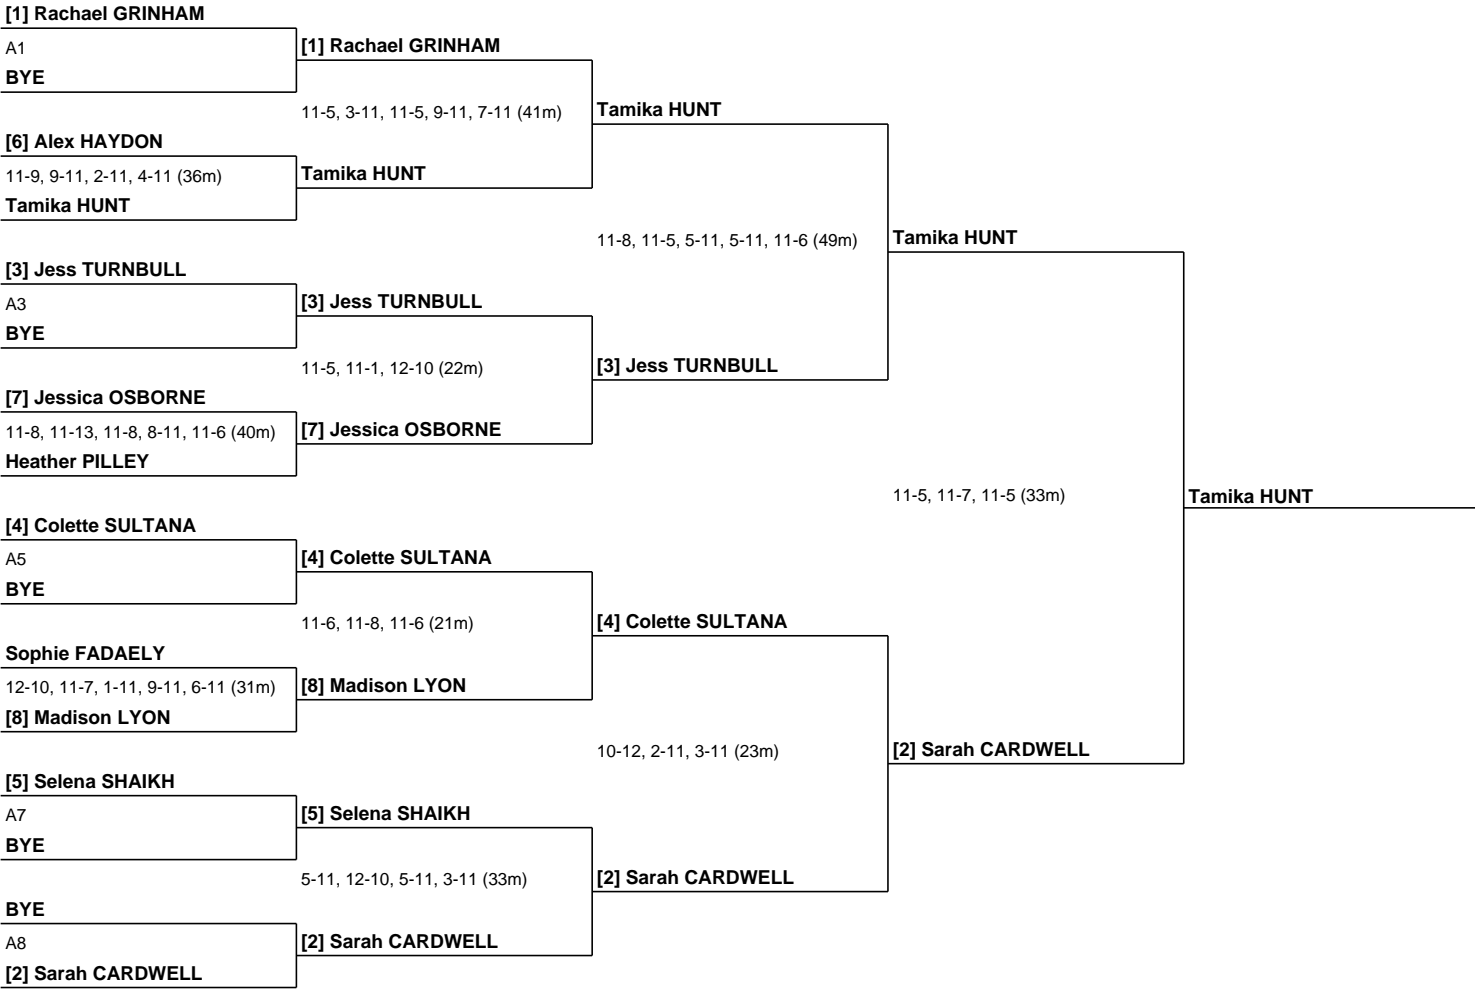 [1] Rachael GRINHAM
A1
BYE
[6] Alex HAYDON
11-9, 9-11, 2-11, 4-11 (36m)
Tamika HUNT
[3] Jess TURNBULL
A3
BYE
[7] Jessica OSBORNE
11-8, 11-13, 11-8, 8-11, 11-6 (40m)
Heather PILLEY
[4] Colette SULTANA
A5
BYE
Sophie FADAELY
12-10, 11-7, 1-11, 9-11, 6-11 (31m)
[8] Madison LYON
[5] Selena SHAIKH
A7
BYE
BYE
A8
[2] Sarah CARDWELL
[1] Rachael GRINHAM
11-5, 3-11, 11-5, 9-11, 7-11 (41m)
Tamika HUNT
[3] Jess TURNBULL
11-5, 11-1, 12-10 (22m)
[7] Jessica OSBORNE
[4] Colette SULTANA
11-6, 11-8, 11-6 (21m)
[8] Madison LYON
[5] Selena SHAIKH
5-11, 12-10, 5-11, 3-11 (33m)
[2] Sarah CARDWELL
Tamika HUNT
11-8, 11-5, 5-11, 5-11, 11-6 (49m)
[3] Jess TURNBULL
[4] Colette SULTANA
10-12, 2-11, 3-11 (23m)
[2] Sarah CARDWELL
Tamika HUNT
11-5, 11-7, 11-5 (33m)
[2] Sarah CARDWELL
Tamika HUNT